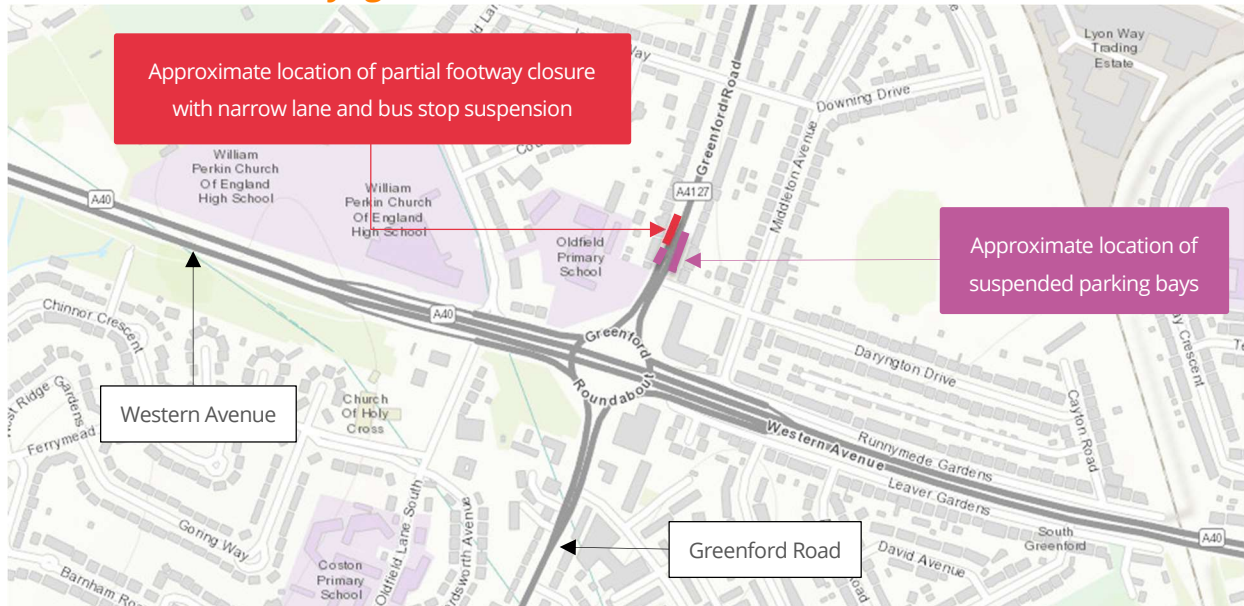 Approximate location of partial footway closure
with narrow lane and bus stop suspension
Lyon Way
Trading
Estate
Downing Drive
Greenford Road
A4127
Middleton Avenue
William
Perkin Church
Of England
High School
William
Perkin Church
Of England
High School
A40
Oldfield
Primary
School
Approximate location of
suspended parking bays
A40
Chinnor Crescent
Greenford
Roundabout
Daryngton Drive
Cayton Road
Western Avenue
Church
Of Holy
Cross
Gardens
Ferrymead
Western Avenue
Runnymede Gardens
Leaver Gardens
Goring Way
Oldfield Lane South
Greenford Road
South
Greenford
A40
David Avenue
Coston
Primary
School
Road